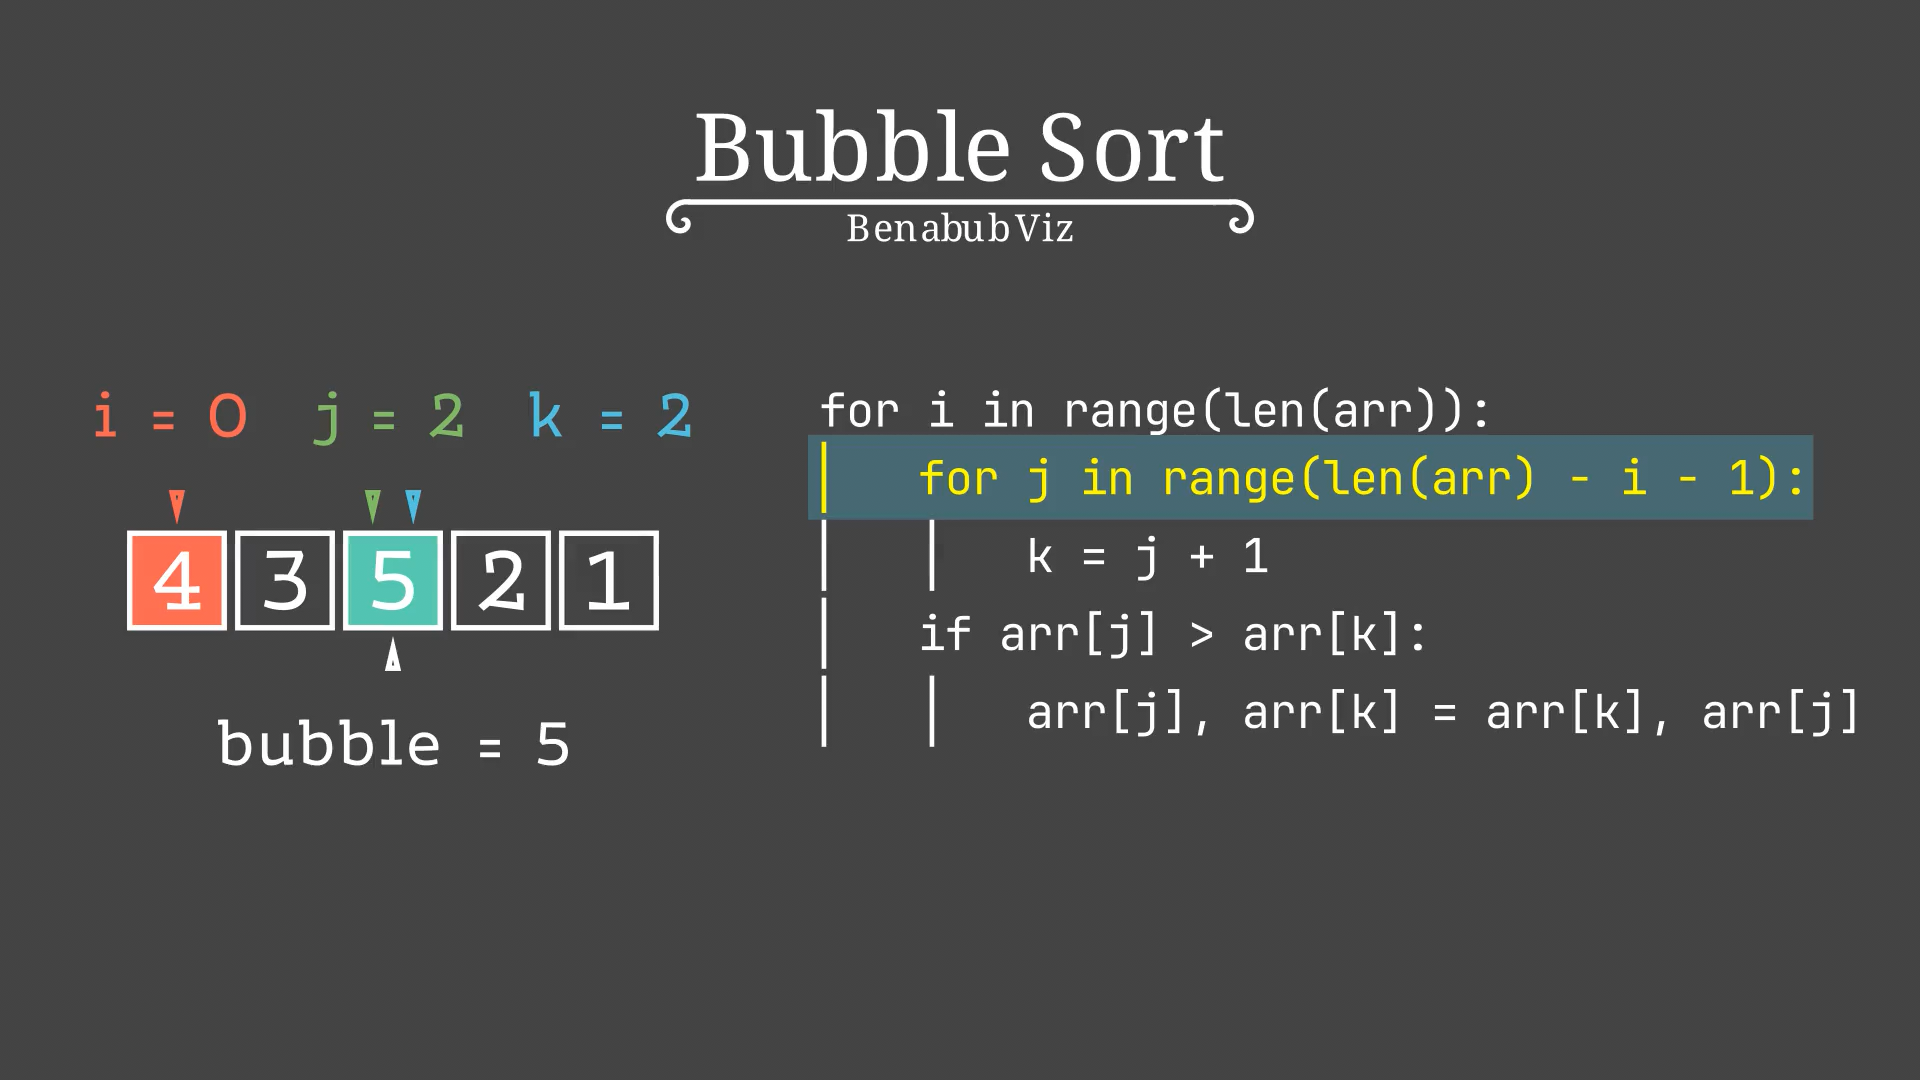 Bubble Sort
BenabubViz
i = 0 j = 2 k = 2
4 3 5 2 1
bubble = 5
for i in range(len(arr)):
for j in range(len(arr) - i - 1):
k = j + 1
if arr[j] > arr[k]:
arr[j], arr[k] = arr[k], arr[j]